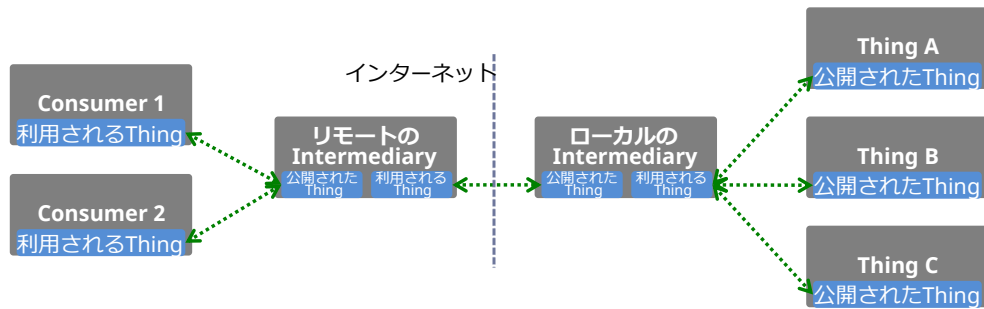 インターネット
Consumer 1
利用されるThing
Consumer 2
利用されるThing
リモートの
Intermediary
公開された
Thing
利用される
Thing
ローカルの
Intermediary
公開された
Thing
利用される
Thing
Thing A
公開されたThing
Thing B
公開されたThing
Thing C
公開されたThing